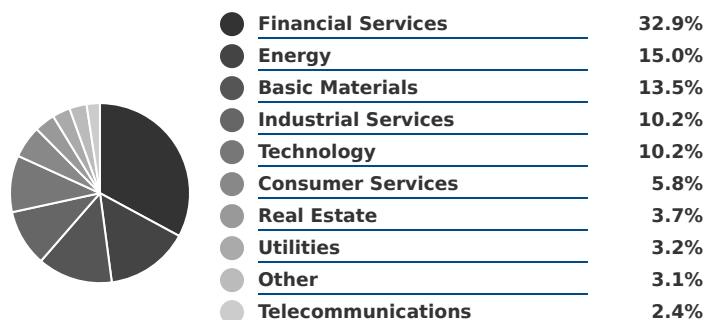 Financial Services 32.9%
Energy 15.0%
Basic Materials 13.5%
Industrial Services 10.2%
Technology 10.2%
Consumer Services 5.8%
Real Estate 3.7%
Utilities 3.2%
Other 3.1%
Telecommunications 2.4%